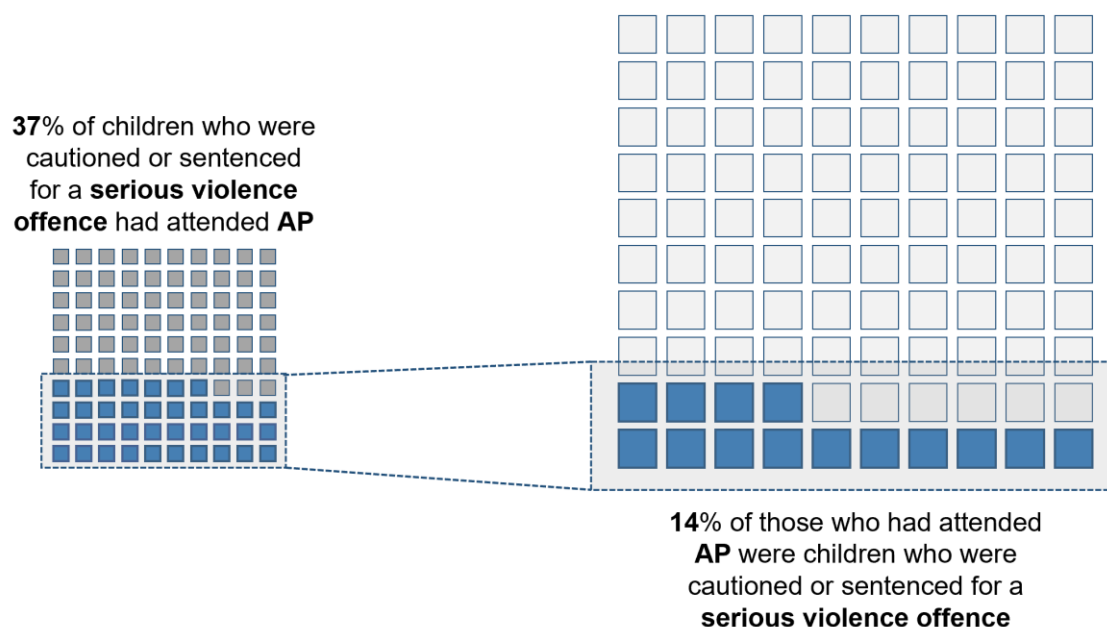 37% of children who were
cautioned or sentenced
for a serious violence
offence had attended AP
14% of those who had attended
AP were children who were
cautioned or sentenced for a
serious violence offence